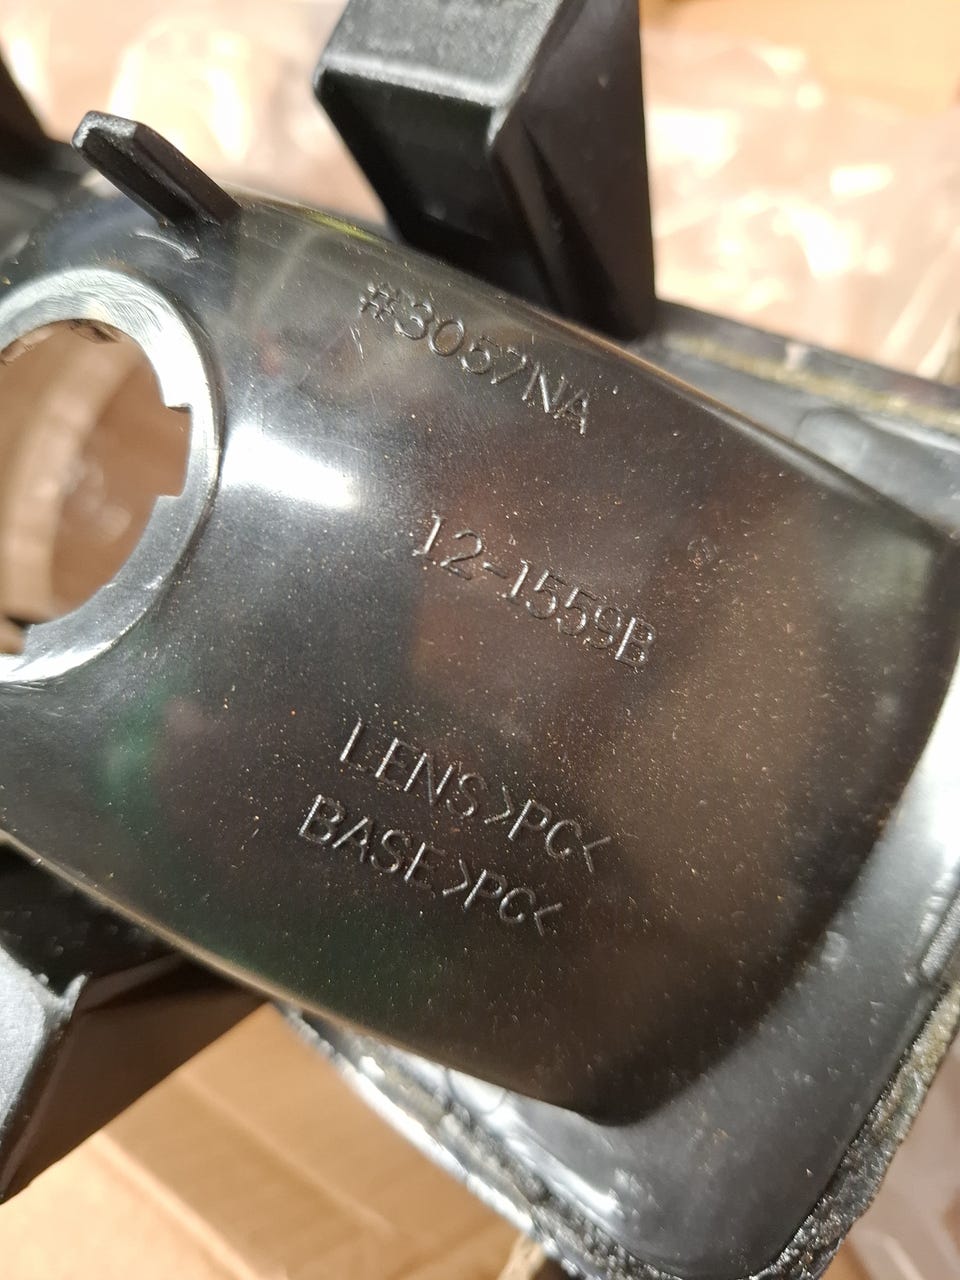 #3057NA
12-1559B
LENS>PC<
BASE>PC<